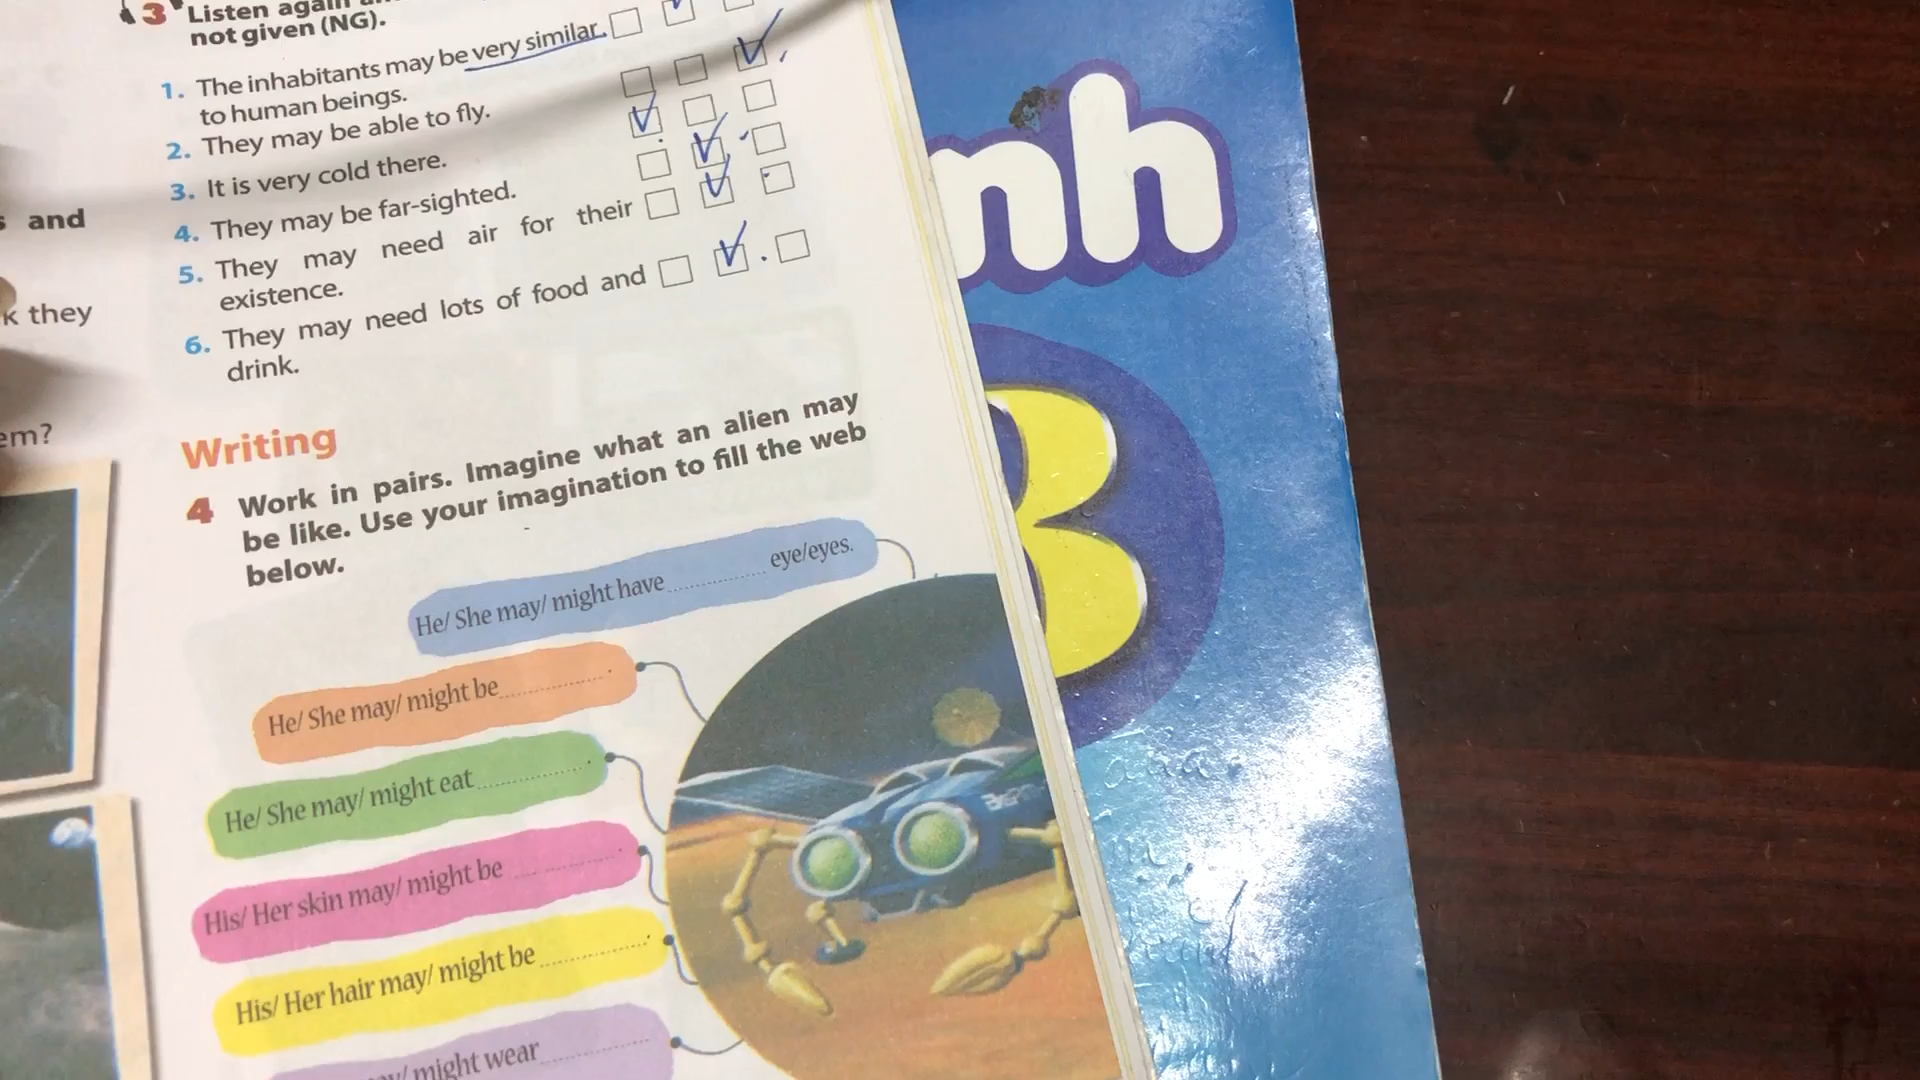 3 Listen again
not given (NG).
1. The inhabitants may be very similar
to human beings.
2. They may be able to fly.
3. It is very cold there.
4. They may be far-sighted.
5. They may need air for their
existence.
6. They may need lots of food and
drink.
and
they
em?
Writing
4 Work in pairs. Imagine what an alien may
be like. Use your imagination to fill the web
below.
He/ She may/ might have ............ eye/eyes.
He/ She may/ might be ............
He/ She may/ might eat ............
His/ Her skin may/ might be ............
His/ Her hair may/ might be ............
might wear ............
nh
8